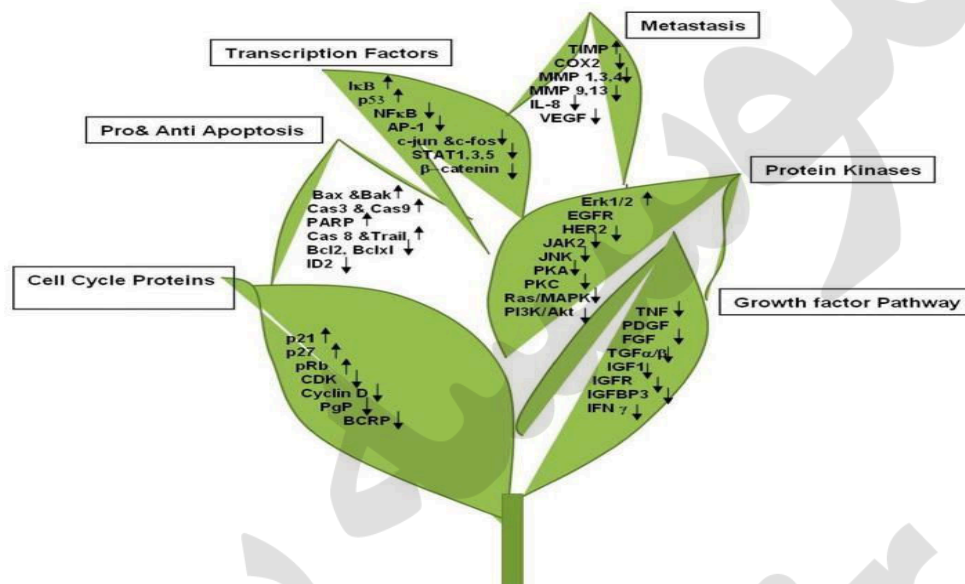 Metastasis
TIMP ↑
COX2 ↓
MMP 1,3,4↓
MMP 9,13 ↓
IL-8 ↓
VEGF ↓
Transcription Factors
IκB ↑
p53 ↑
NFκB ↓
AP-1 ↓
c-jun &c-fos↓
STAT1,3,5 ↓
β-catenin ↓
Pro& Anti Apoptosis
Bax &Bak↑
Cas3 & Cas9 ↑
PARP ↑
Cas 8 &Trail ↑
Bcl2, Bclxl ↓
ID2 ↓
Protein Kinases
Erk1/2 ↑
EGFR
HER2 ↓
JAK2 ↓
JNK ↓
PKA ↓
PKC ↓
Ras/MAPK↓
PI3K/Akt ↓
Cell Cycle Proteins
p21 ↑
p27 ↑
pRb ↑
CDK ↓
Cyclin D ↓
PgP ↓
BCRP ↓
Growth factor Pathway
TNF ↓
PDGF
FGF ↓
TGFα/β↓
IGF1↓
IGFR ↓
IGFBP3 ↓
IFN γ ↓